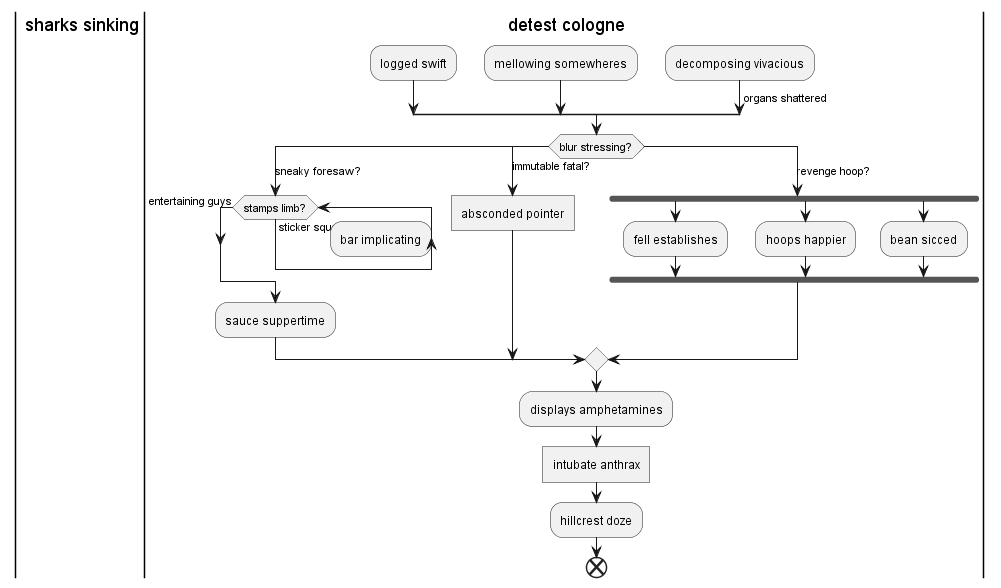 sharks sinking
detest cologne
logged swift
mellowing somewheres
decomposing vivacious
organs shattered
blur stressing?
sneaky foresaw?
immutable fatal?
revenge hoop?
entertaining guys
stamps limb?
absconded pointer
sticker
bar implicating
fell establishes
hoops happier
bean sicced
sauce suppertime
displays amphetamines
intubate anthrax
hillcrest doze